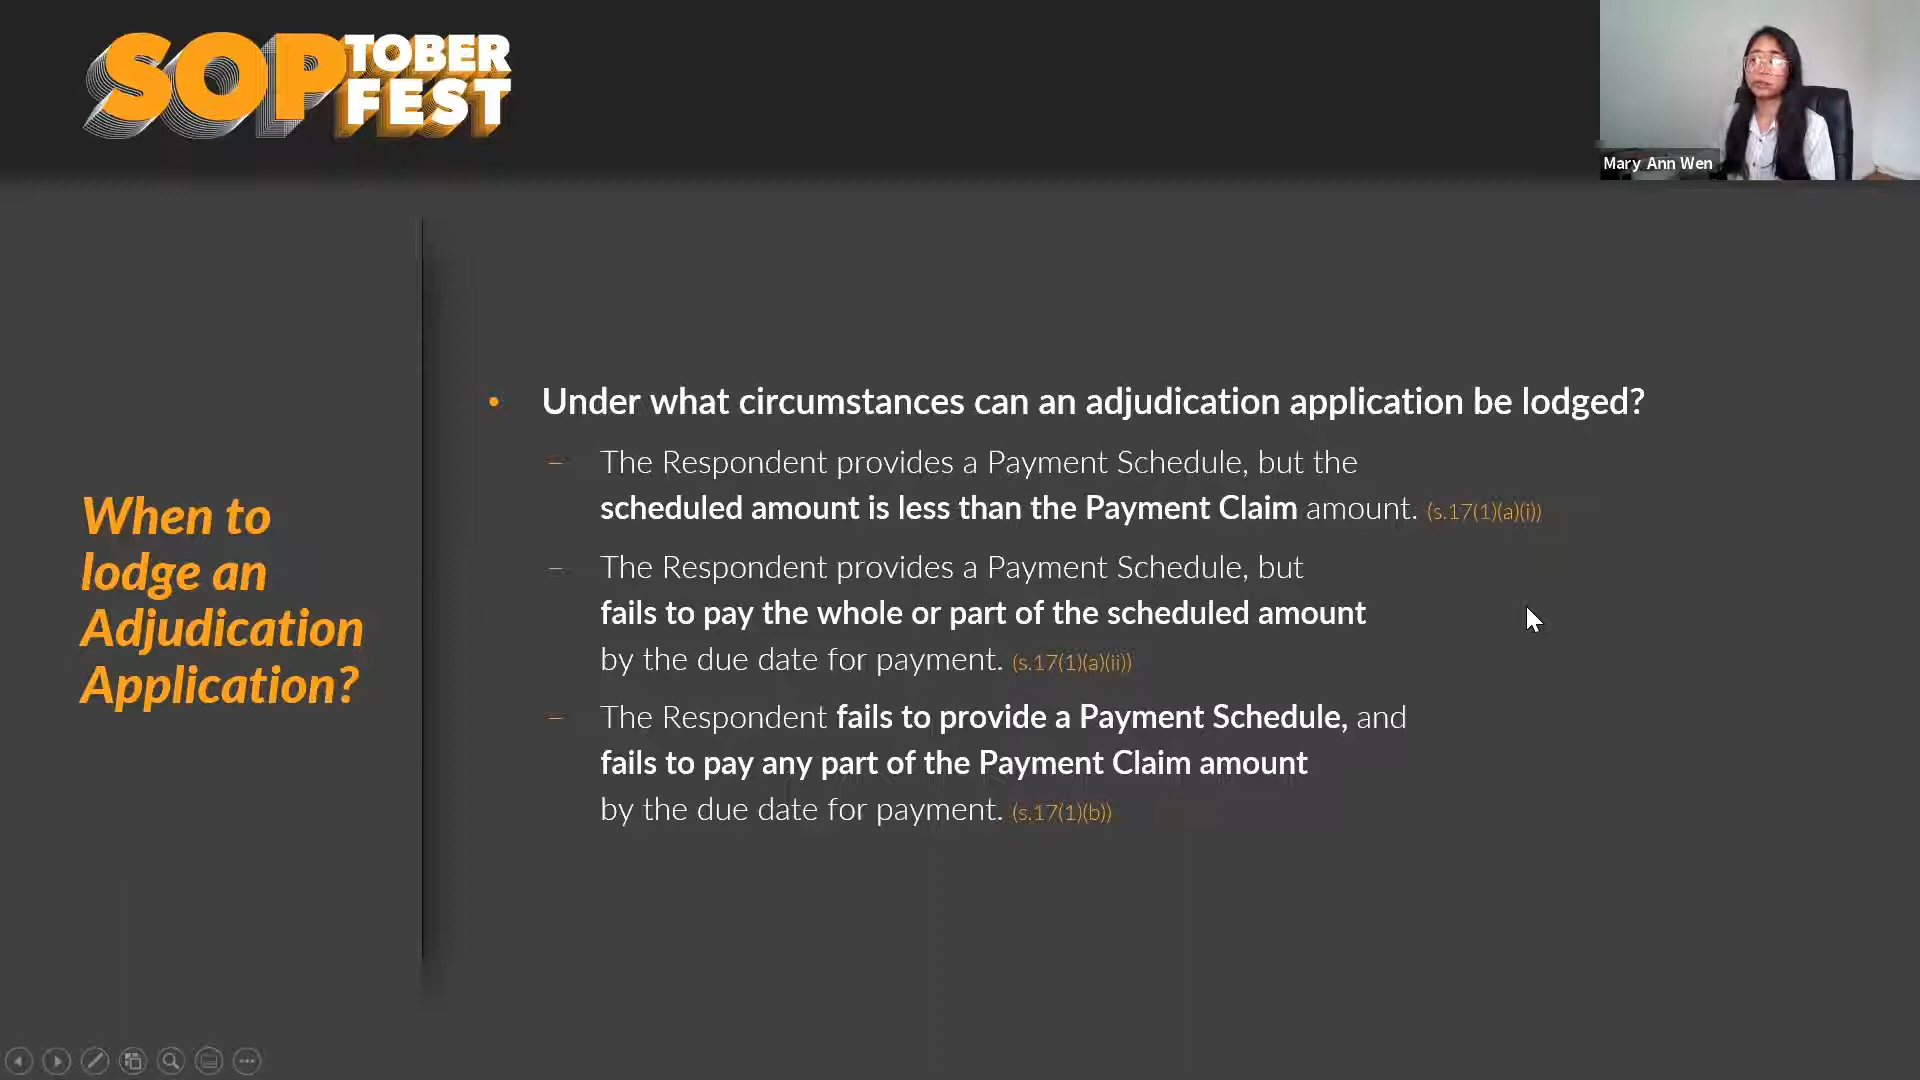 SOPTOBER
FEST
Mary Ann Wen
When to
lodge an
Adjudication
Application?
• Under what circumstances can an adjudication application be lodged?
– The Respondent provides a Payment Schedule, but the
scheduled amount is less than the Payment Claim amount. (s.17(1)(a)(i))
– The Respondent provides a Payment Schedule, but
fails to pay the whole or part of the scheduled amount
by the due date for payment. (s.17(1)(a)(ii))
– The Respondent fails to provide a Payment Schedule, and
fails to pay any part of the Payment Claim amount
by the due date for payment. (s.17(1)(b))